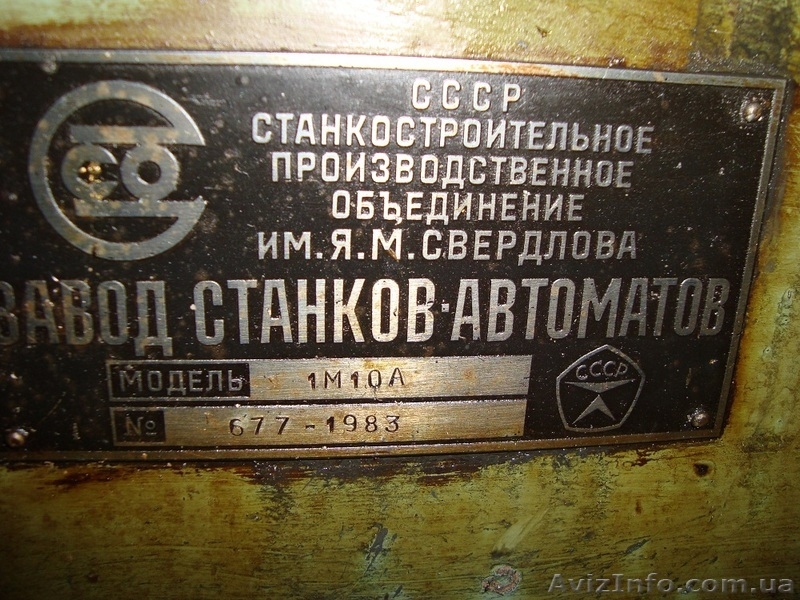 СССР
СТАНКОСТРОИТЕЛЬНОЕ
ПРОИЗВОДСТВЕННОЕ
ОБЪЕДИНЕНИЕ
ИМ.Я.М.СВЕРДЛОВА
ЗАВОД СТАНКОВ-АВТОМАТОВ
МОДЕЛЬ 1М10А
№ 677-1983
СССР
AvizInfo.com.ua